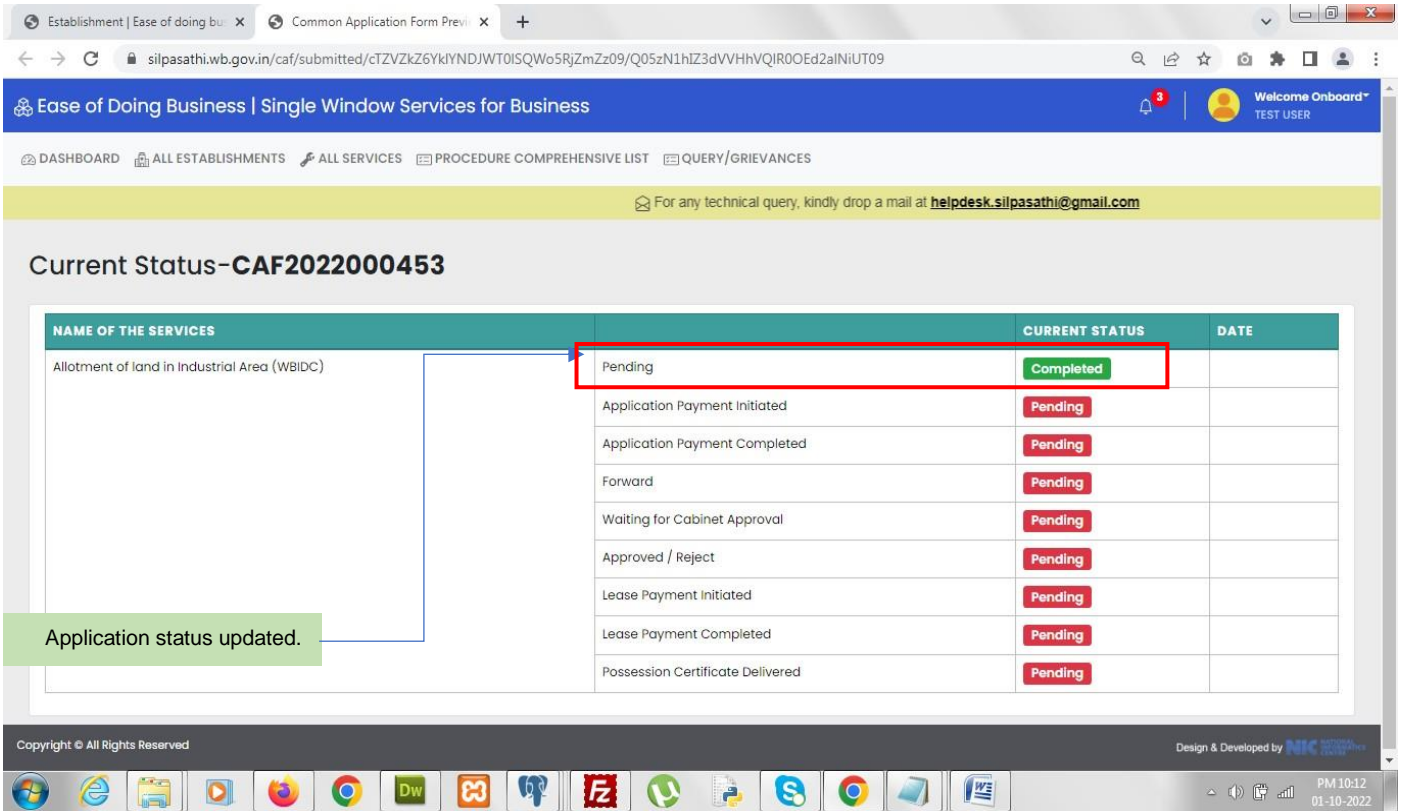 Establishment | Ease of doing bu
Common Application Form Previ
silpasathi.wb.gov.in/caf/submitted/cTZVZkZ6YklYNDJWT0lSQWo5RjZmZz09/Q05zN1hIZ3dVVHhVQlR0OEd2alNiUT09
Ease of Doing Business | Single Window Services for Business
3
Welcome Onboard
TEST USER
DASHBOARD ALL ESTABLISHMENTS ALL SERVICES PROCEDURE COMPREHENSIVE LIST QUERY/GRIEVANCES
For any technical query, kindly drop a mail at helpdesk.silpasathi@gmail.com
Current Status-CAF2022000453
NAME OF THE SERVICES CURRENT STATUS DATE
Allotment of land in Industrial Area (WBIDC) Pending Completed
Application Payment Initiated Pending
Application Payment Completed Pending
Forward Pending
Waiting for Cabinet Approval Pending
Approved / Reject Pending
Lease Payment Initiated Pending
Application status updated.
Lease Payment Completed Pending
Possession Certificate Delivered Pending
Copyright © All Rights Reserved
Design & Developed by NIC
Dw
PM 10:12
01-10-2022